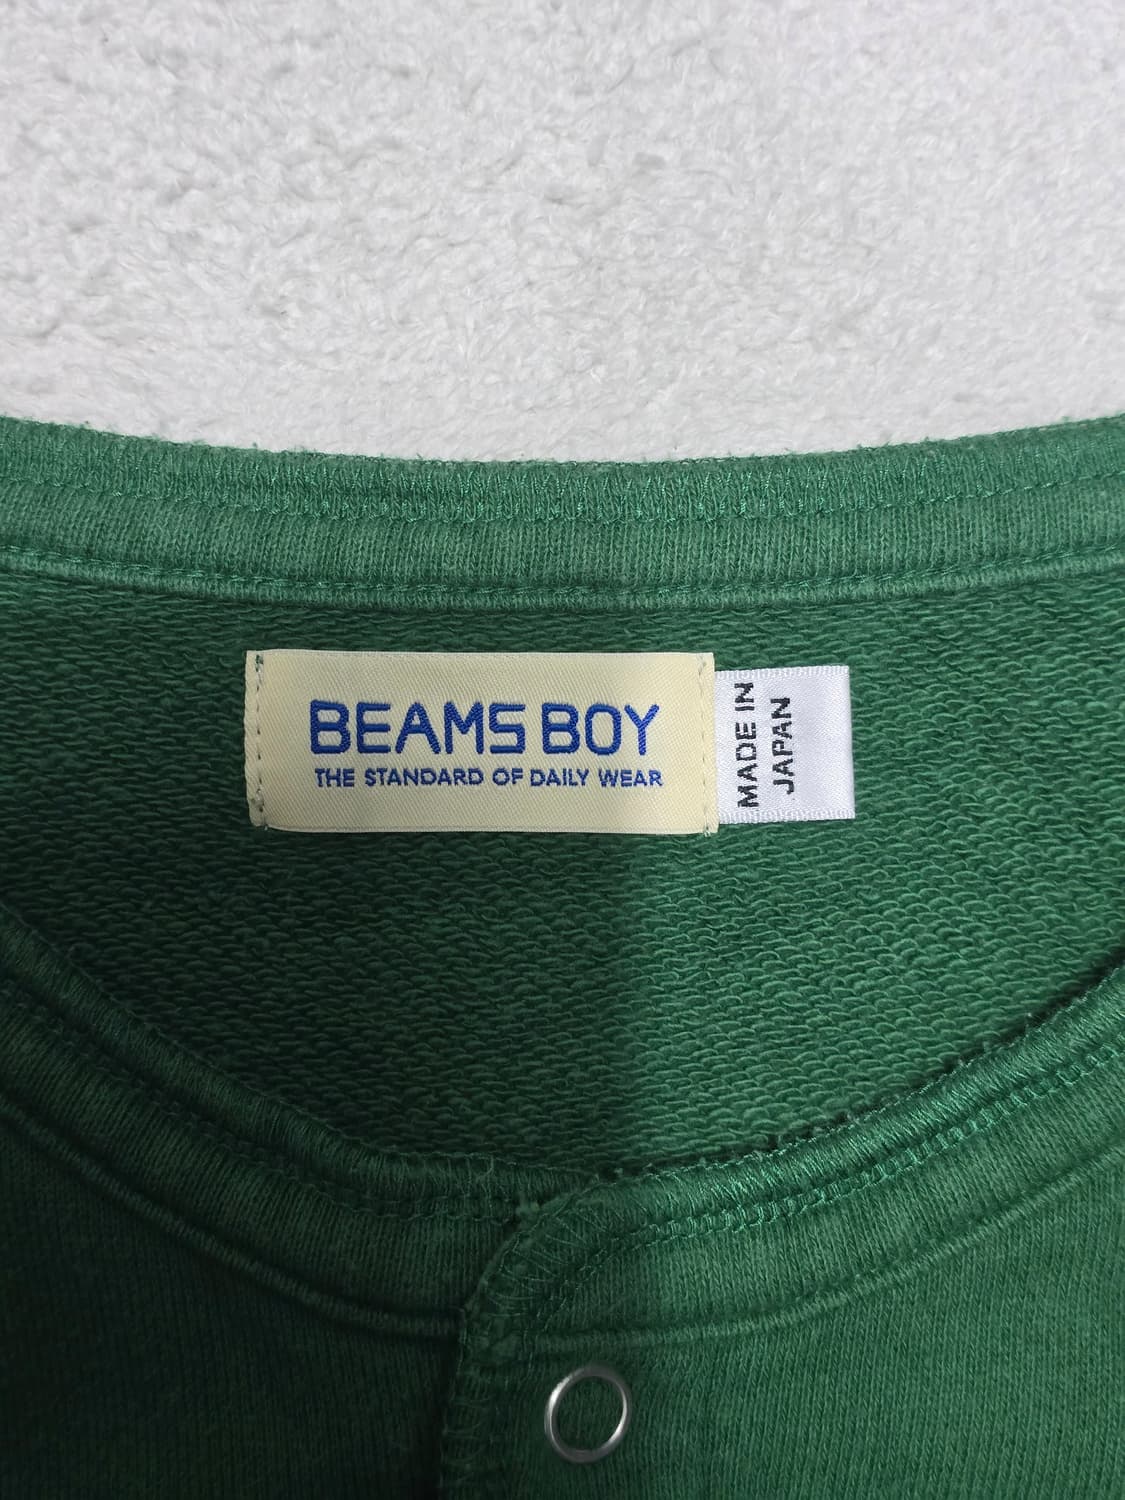 BEAMS BOY
THE STANDARD OF DAILY WEAR
MADE IN
JAPAN